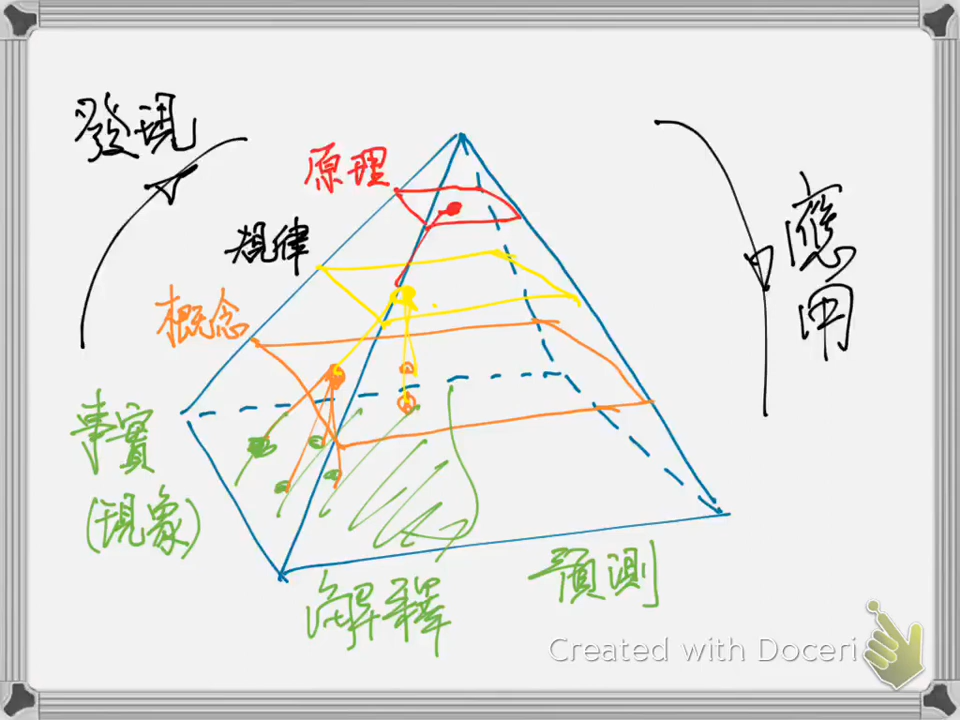 發現
原理
規律
概念
事實
(現象)
解釋
預測
應
用
Created with Doceri